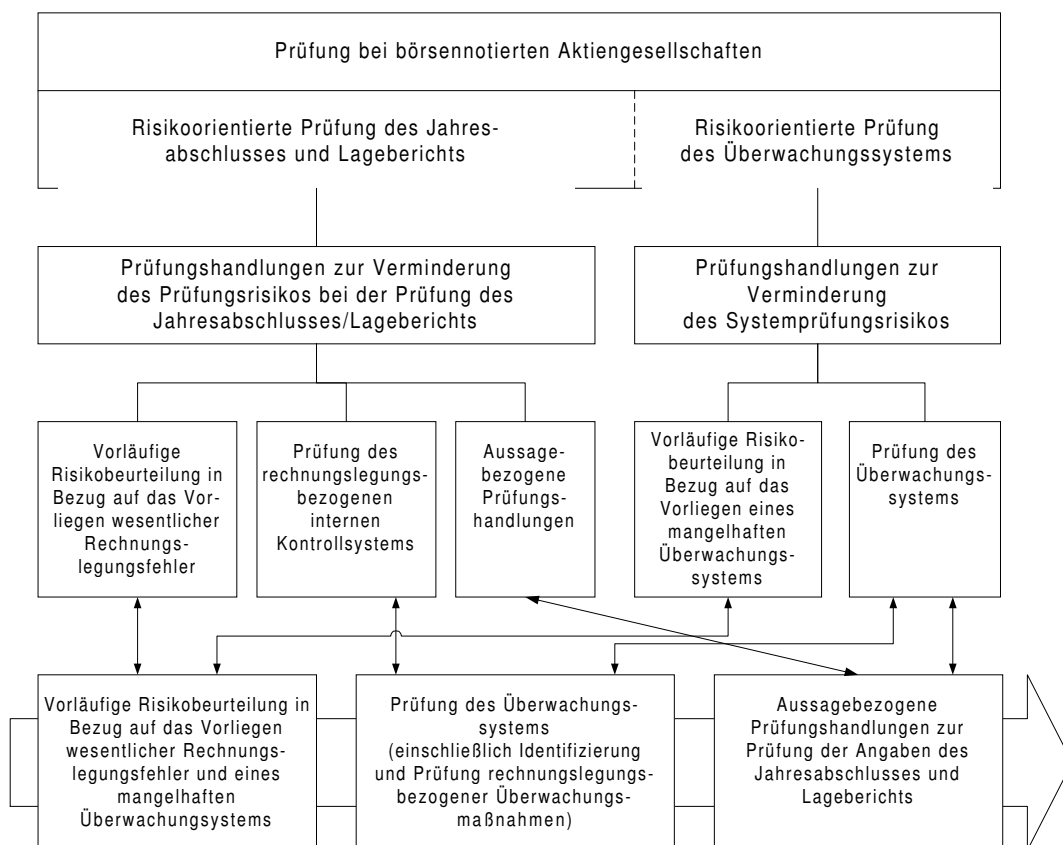 Prüfung bei börsennotierten Aktiengesellschaften
Risikoorientierte Prüfung des Jahres-
abschlusses und Lageberichts
Risikoorientierte Prüfung
des Überwachungssystems
Prüfungshandlungen zur Verminderung
des Prüfungsrisikos bei der Prüfung des
Jahresabschlusses/Lageberichts
Prüfungshandlungen zur
Verminderung
des Systemprüfungsrisikos
Vorläufige
Risikobeurteilung in
Bezug auf das Vor-
liegen wesentlicher
Rechnungs-
legungsfehler
Prüfung des
rechnungslegungs-
bezogenen
internen
Kontrollsystems
Aussage-
bezogene
Prüfungs-
handlungen
Vorläufige Risiko-
beurteilung in
Bezug auf das
Vorliegen eines
mangelhaften
Überwachungs-
systems
Prüfung des
Überwachungs-
systems
Vorläufige Risikobeurteilung in
Bezug auf das Vorliegen
wesentlicher Rechnungs-
legungsfehler und eines
mangelhaften
Überwachungsytems
Prüfung des Überwachungs-
systems
(einschließlich Identifizierung
und Prüfung rechnungslegungs-
bezogener Überwachungs-
maßnahmen)
Aussagebezogene
Prüfungshandlungen zur
Prüfung der Angaben des
Jahresabschlusses und
Lageberichts